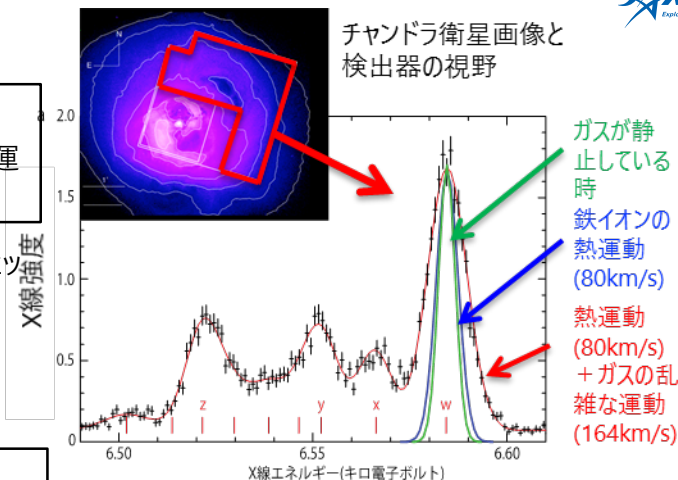 チャンドラ衛星画像と
検出器の視野
N
E
運
ツ
a
2.0
1.5
1.0
0.5
0
X線強度
z
y
x
w
6.50
6.55
6.60
X線エネルギー(キロ電子ボルト)
ガスが静
止している
時
鉄イオンの
熱運動
(80km/s)
熱運動
(80km/s)
+ガスの乱
雑な運動
(164km/s)